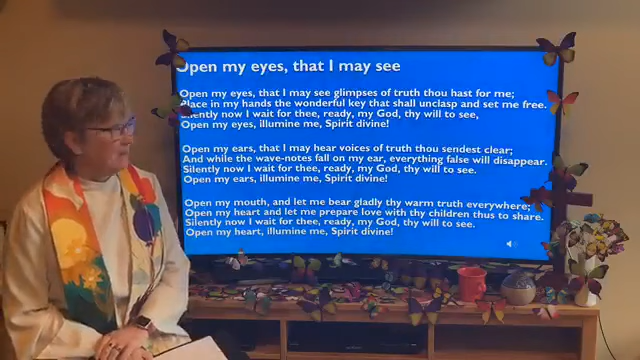 Open my eyes, that I may see
Open my eyes, that I may see glimpses of truth thou hast for me;
Place in my hands the wonderful key that shall unclasp and set me free.
Silently now I wait for thee, ready, my God, thy will to see,
Open my eyes, illumine me, Spirit divine!
Open my ears, that I may hear voices of truth thou sendest clear;
And while the wave-notes fall on my ear, everything false will disappear.
Silently now I wait for thee, ready, my God, thy will to see.
Open my ears, illumine me, Spirit divine!
Open my mouth, and let me bear gladly thy warm truth everywhere;
Open my heart and let me prepare love with thy children thus to share.
Silently now I wait for thee, ready, my God, thy will to see.
Open my heart, illumine me, Spirit divine!